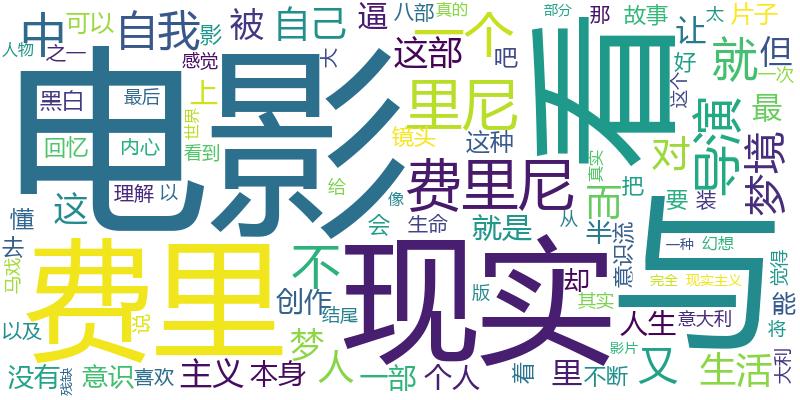 中
可以
自我
影
被
自己
逼
八部
真的
一个
部分
那
故事
让
太
片子
人物
之一
感觉
大
这部
吧
看
就
好
但
电影
黑白
最后
上
里尼
这个
一次
回忆
内心
世界
看到
镜头
这种
对
导演
最
梦境
这
理解
以
给
像
费里尼
真实
而
把
要
装
懂
去
会
生命
就是
从
半
意识流
与
一种
幻想
觉得
马戏
费里
不
现实
却
完全
现实主义
说
创作
结尾
版
其实
人生
意大利
能
将
以及
梦
影片
没有
残缺
意识
喜欢
主义
本身
人
一部
个人
着
里
不断
又
生活
大利